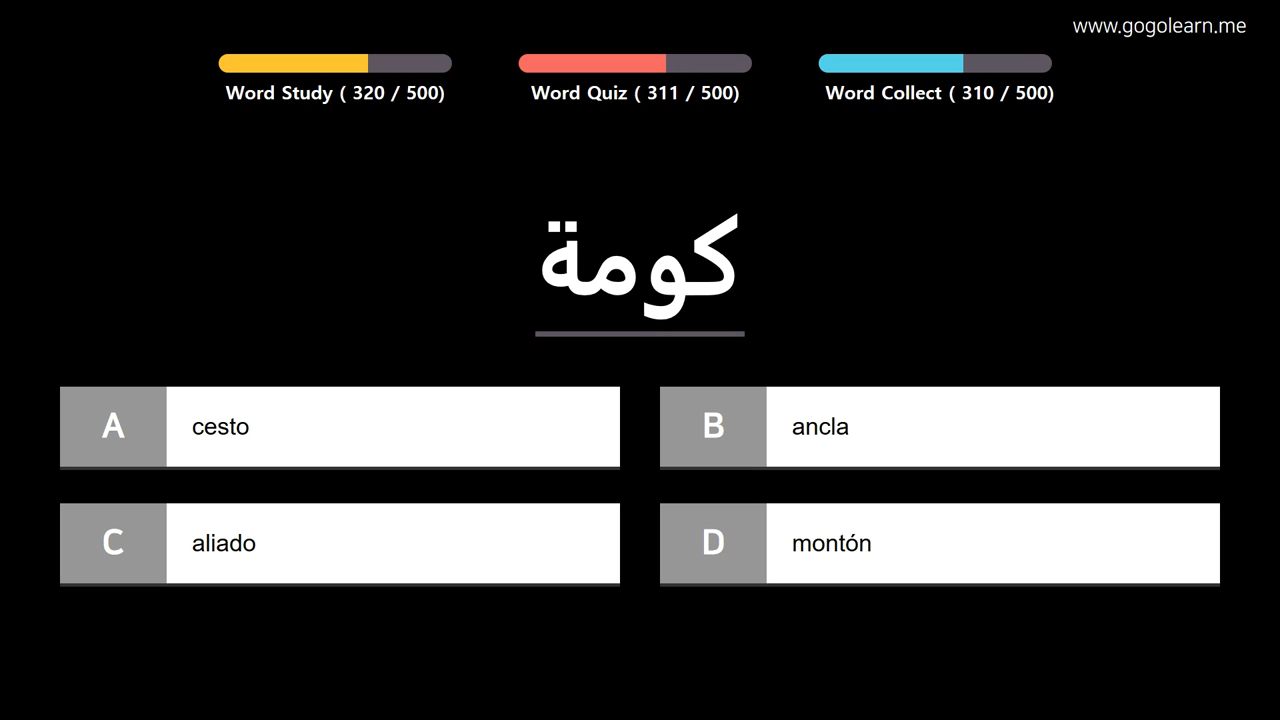 www.gogolearn.me
Word Study ( 320 / 500)
Word Quiz ( 311 / 500)
Word Collect ( 310 / 500)
كومة
A cesto
B ancla
C aliado
D montón